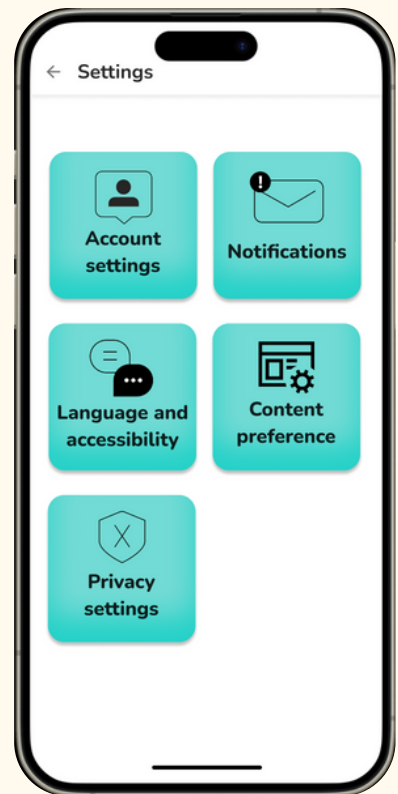 Settings
Account
settings
Notifications
Language and
accessibility
Content
preference
Privacy
settings